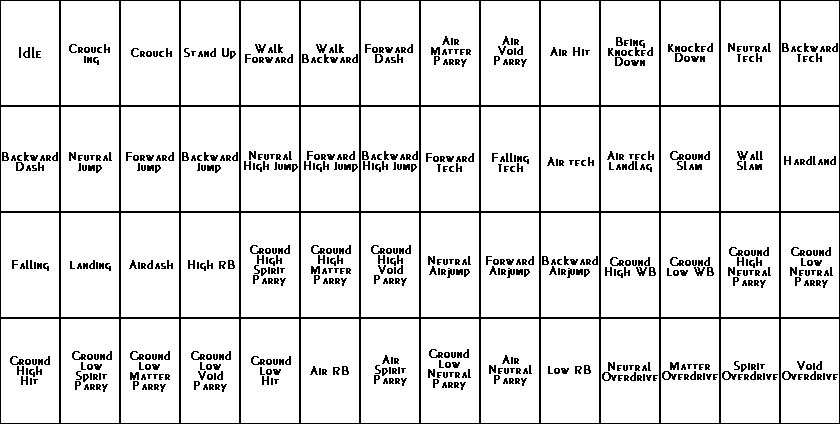 Idle
Crouch
ing
Crouch
Stand Up
Walk
Forward
Walk
Backward
Forward
Dash
Air
Matter
Parry
Air
Void
Parry
Air Hit
Being
Knocked
Down
Knocked
Down
Neutral
Tech
Backward
Tech
Backward
Dash
Neutral
Jump
Forward
Jump
Backward
Jump
Neutral
High Jump
Forward
High Jump
Backward
High Jump
Forward
Tech
Falling
Tech
Air tech
Air tech
Landlag
Ground
Slam
Wall
Slam
Hardland
Falling
Landing
Airdash
High RB
Ground
High
Spirit
Parry
Ground
High
Matter
Parry
Ground
High
Void
Parry
Neutral
Airjump
Forward
Airjump
Backward
Airjump
Ground
High WB
Ground
Low WB
Ground
High
Neutral
Parry
Ground
Low
Neutral
Parry
Ground
High
Hit
Ground
Low
Spirit
Parry
Ground
Low
Matter
Parry
Ground
Low
Void
Parry
Ground
Low
Hit
Air RB
Air
Spirit
Parry
Ground
Low
Neutral
Parry
Air
Neutral
Parry
Low RB
Neutral
Overdrive
Matter
Overdrive
Spirit
Overdrive
Void
Overdrive